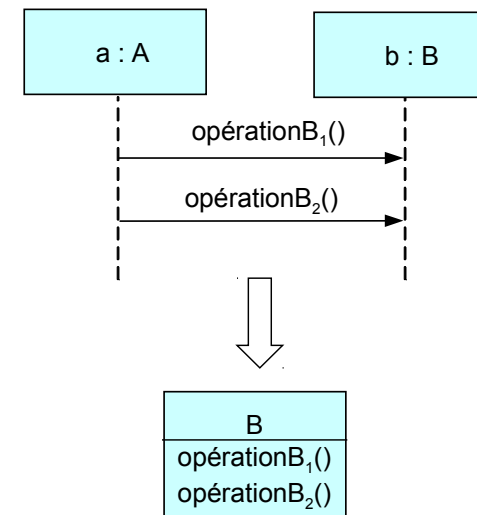 a : A
b : B
opérationB₁()
opérationB₂()
B
opérationB₁()
opérationB₂()